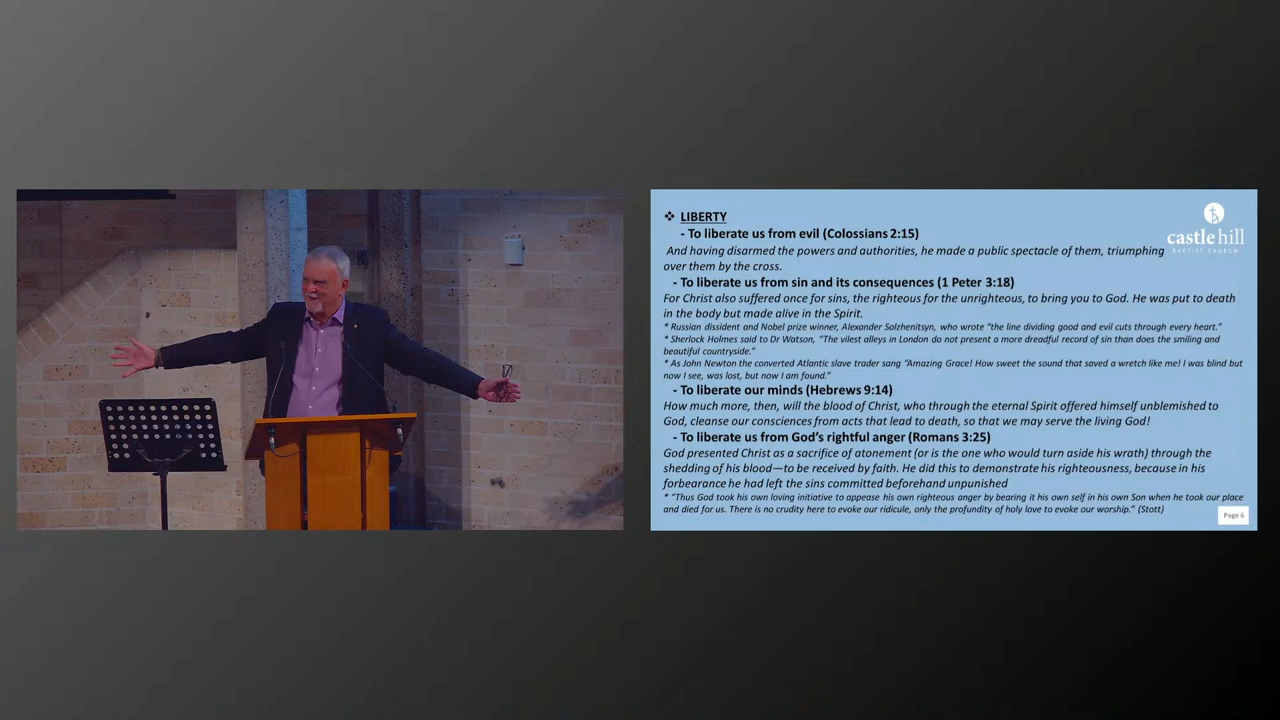 ❖ LIBERTY
- To liberate us from evil (Colossians 2:15)
And having disarmed the powers and authorities, he made a public spectacle of them, triumphing
over them by the cross.
- To liberate us from sin and its consequences (1 Peter 3:18)
For Christ also suffered once for sins, the righteous for the unrighteous, to bring you to God. He was put to death
in the body but made alive in the Spirit.
* Russian dissident and Nobel prize winner, Alexander Solzhenitsyn, who wrote “the line dividing good and evil cuts through every heart.”
* Sherlock Holmes said to Dr Watson, “The vilest alleys in London do not present a more dreadful record of sin than does the smiling and
beautiful countryside.”
* As John Newton the converted Atlantic slave trader sang “Amazing Grace! How sweet the sound that saved a wretch like me! I was blind but
now I see, was lost, but now I am found.”
- To liberate our minds (Hebrews 9:14)
How much more, then, will the blood of Christ, who through the eternal Spirit offered himself unblemished to
God, cleanse our consciences from acts that lead to death, so that we may serve the living God!
- To liberate us from God’s rightful anger (Romans 3:25)
God presented Christ as a sacrifice of atonement (or is the one who would turn aside his wrath) through the
shedding of his blood—to be received by faith. He did this to demonstrate his righteousness, because in his
forbearance he had left the sins committed beforehand unpunished
* “Thus God took his own loving initiative to appease his own righteous anger by bearing it his own self in his own Son when he took our place
and died for us. There is no crudity here to evoke our ridicule, only the profundity of holy love to evoke our worship.” (Stott)
castle hill
BAPTIST CHURCH
Page 6